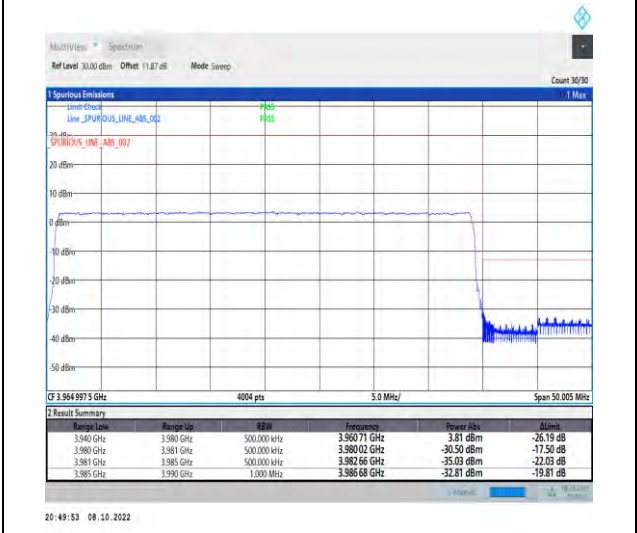 MultiView Spectrum
Ref Level 30.00 dBm Offset 11.87 dB Mode Sweep
Count 30/30
1 Spurious Emissions 1 Max
Limit Check PASS
Line _SPURIOUS_LINE_ABS_002 PASS
_SPURIOUS_LINE_ABS_002
20 dBm
10 dBm
0 dBm
-10 dBm
-20 dBm
-30 dBm
-40 dBm
-50 dBm
CF 3.964 997 5 GHz 4004 pts 5.0 MHz/ Span 50.005 MHz
2 Result Summary
Range Low Range Up RBW Frequency Power Abs ΔLimit
3.940 GHz 3.980 GHz 500.000 kHz 3.960 71 GHz 3.81 dBm -26.19 dB
3.980 GHz 3.981 GHz 500.000 kHz 3.980 02 GHz -30.50 dBm -17.50 dB
3.981 GHz 3.985 GHz 500.000 kHz 3.982 66 GHz -35.03 dBm -22.03 dB
3.985 GHz 3.990 GHz 1.000 MHz 3.986 68 GHz -32.81 dBm -19.81 dB
20:49:53 08.10.2022